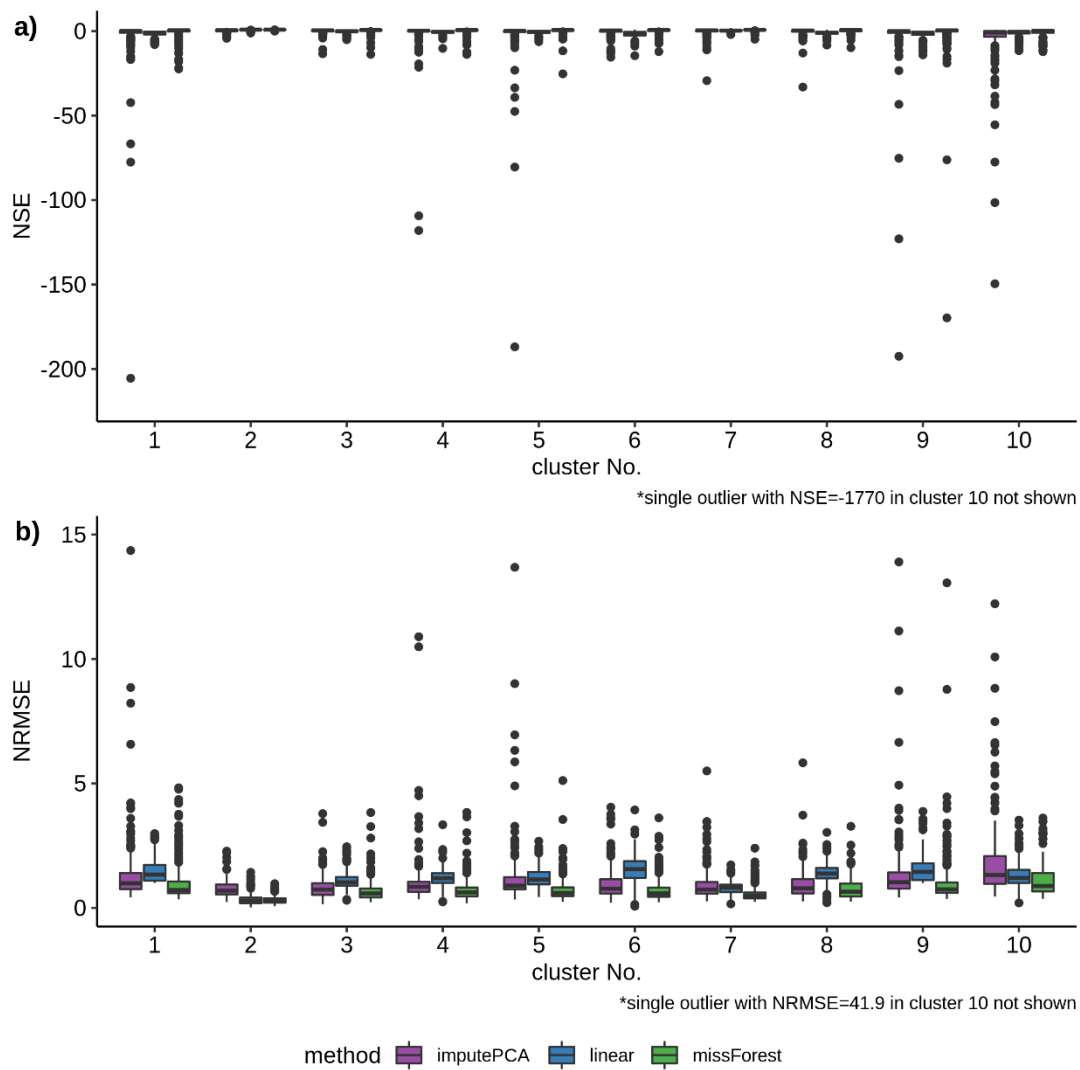 a)
0
-50
-100
-150
-200
NSE
1 2 3 4 5 6 7 8 9 10
cluster No.
*single outlier with NSE=-1770 in cluster 10 not shown
b)
15
10
5
0
NRMSE
1 2 3 4 5 6 7 8 9 10
cluster No.
*single outlier with NRMSE=41.9 in cluster 10 not shown
method imputePCA linear missForest